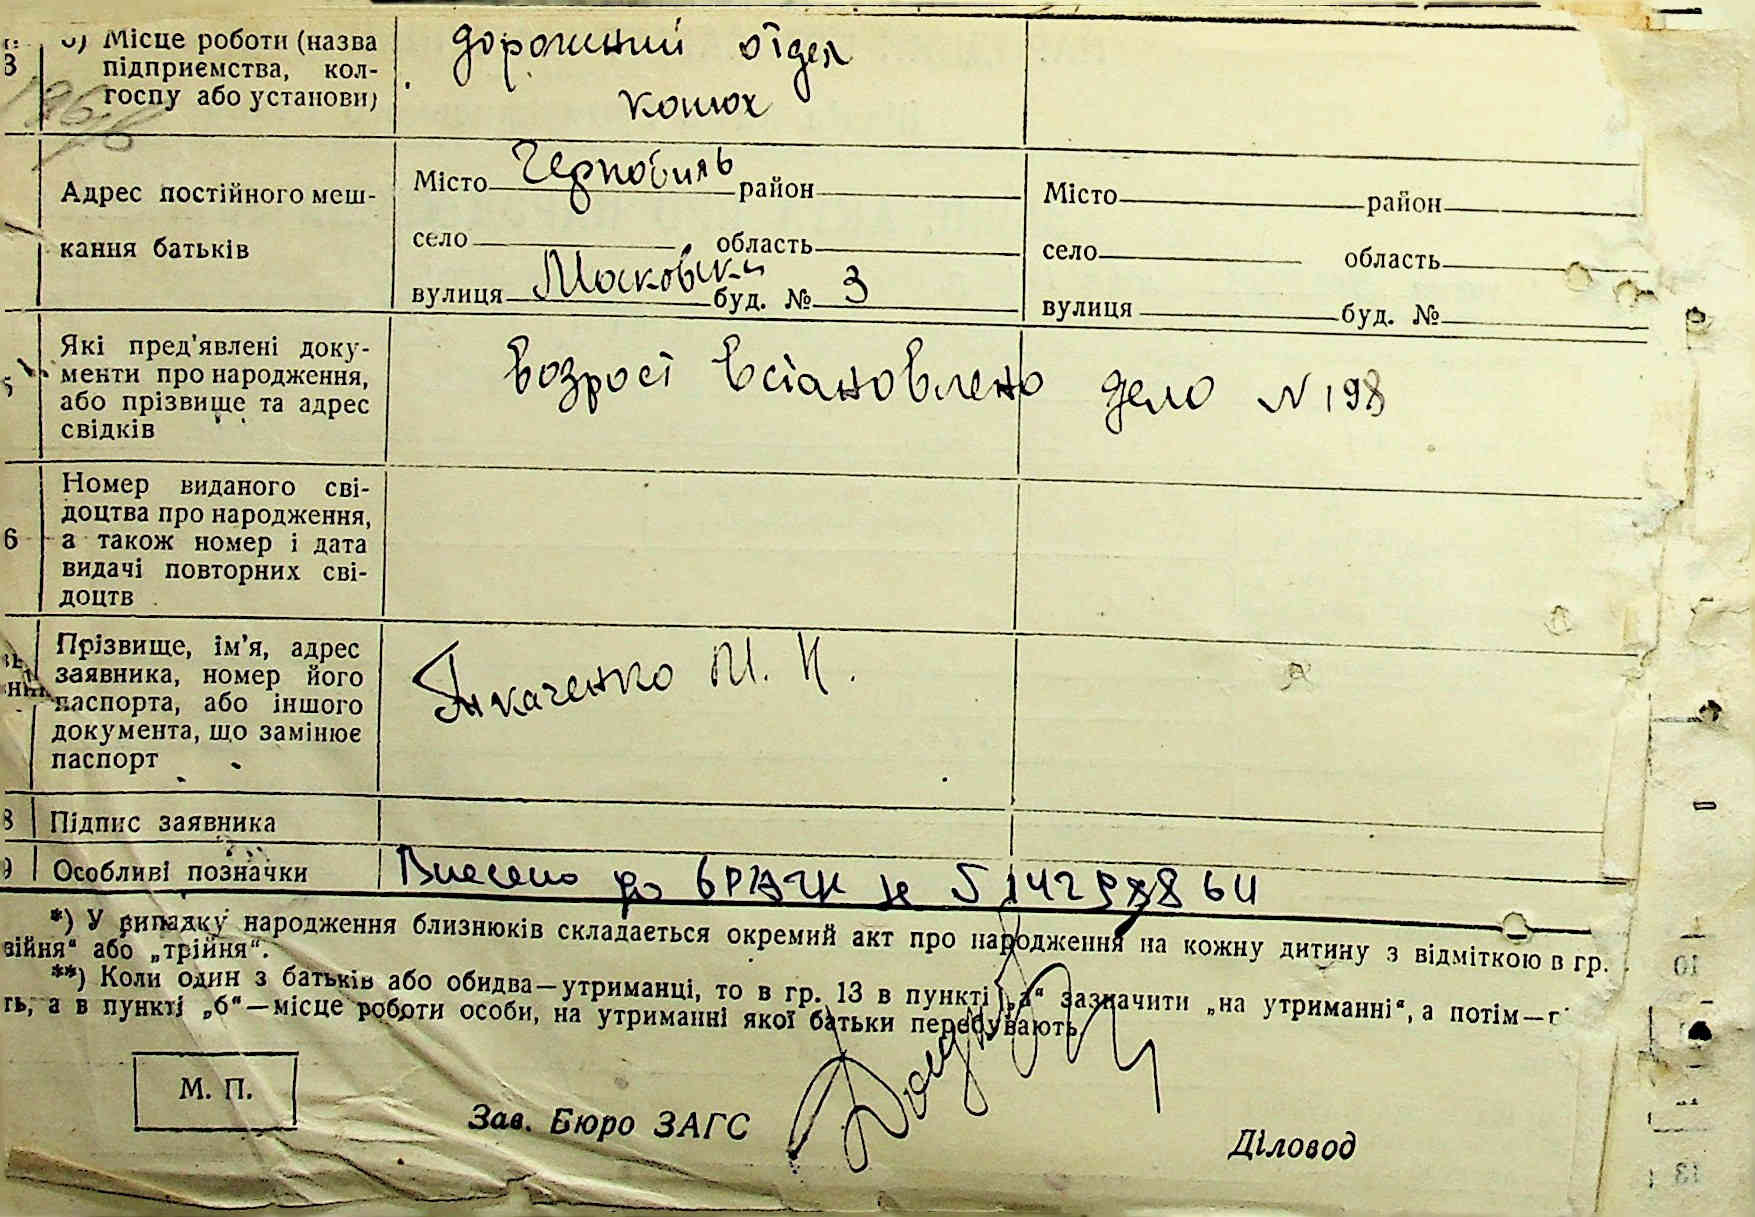 б) Місце роботи (назва
підприємства, кол-
госпу або установи)
дорожний отдел
конюх
Адрес постійного меш-
кання батьків
Місто Чернобиль район
село область
вулиця буд. № 3
Місто район
село область
вулиця буд. №
5
Які пред'явлені доку-
менти про народження,
або прізвище та адрес
свідків
возрост встановлено дело N 198
6
Номер виданого сві-
доцтва про народження,
а також номер і дата
видачі повторних сві-
доцтв
Прізвище, ім'я, адрес
заявника, номер його
паспорта, або іншого
документа, що замінює
паспорт
Ткаченко М. К.
8 Підпис заявника
9 Особливі позначки
Внесено до
*) У випадку народження близнюків складається окремий акт про народження на кожну дитину з відміткою в гр.
війня“ або „трійня“.
**) Коли один з батьків або обидва—утриманці, то в гр. 13 в пункті „а“ зазначити „на утриманні“, а потім—г
ть, а в пункті „б“—місце роботи особи, на утриманні якої батьки перебувають.
М. П.
Зав. Бюро ЗАГС
Діловод